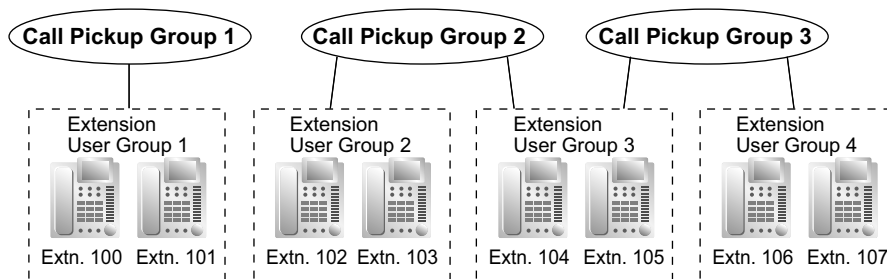 Call Pickup Group 1
Call Pickup Group 2
Call Pickup Group 3
Extension
User Group 1
Extension
User Group 2
Extension
User Group 3
Extension
User Group 4
Extn. 100
Extn. 101
Extn. 102
Extn. 103
Extn. 104
Extn. 105
Extn. 106
Extn. 107